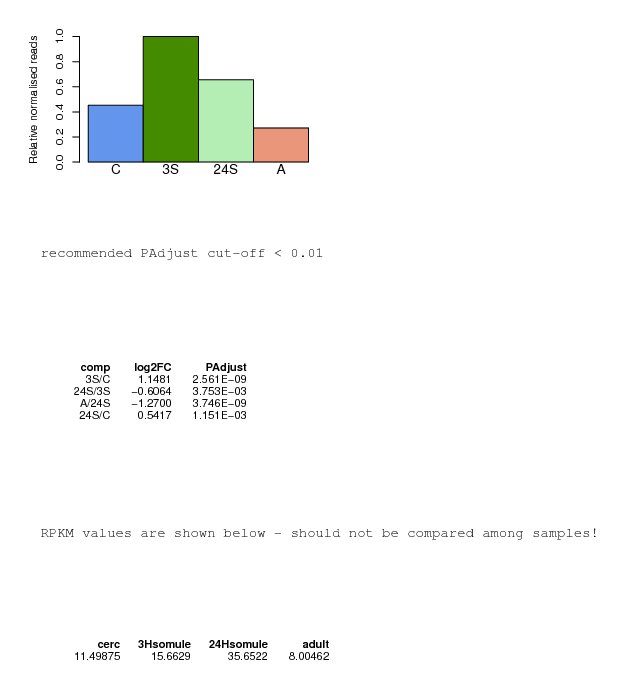 Relative normalised reads
1.0
0.8
0.6
0.4
0.2
0.0
C 3S 24S A
recommended PAdjust cut-off < 0.01
comp log2FC PAdjust
3S/C 1.1481 2.561E−09
24S/3S −0.6064 3.753E−03
A/24S −1.2700 3.746E−09
24S/C 0.5417 1.151E−03
RPKM values are shown below - should not be compared among samples!
cerc 3Hsomule 24Hsomule adult
11.49875 15.6629 35.6522 8.00462